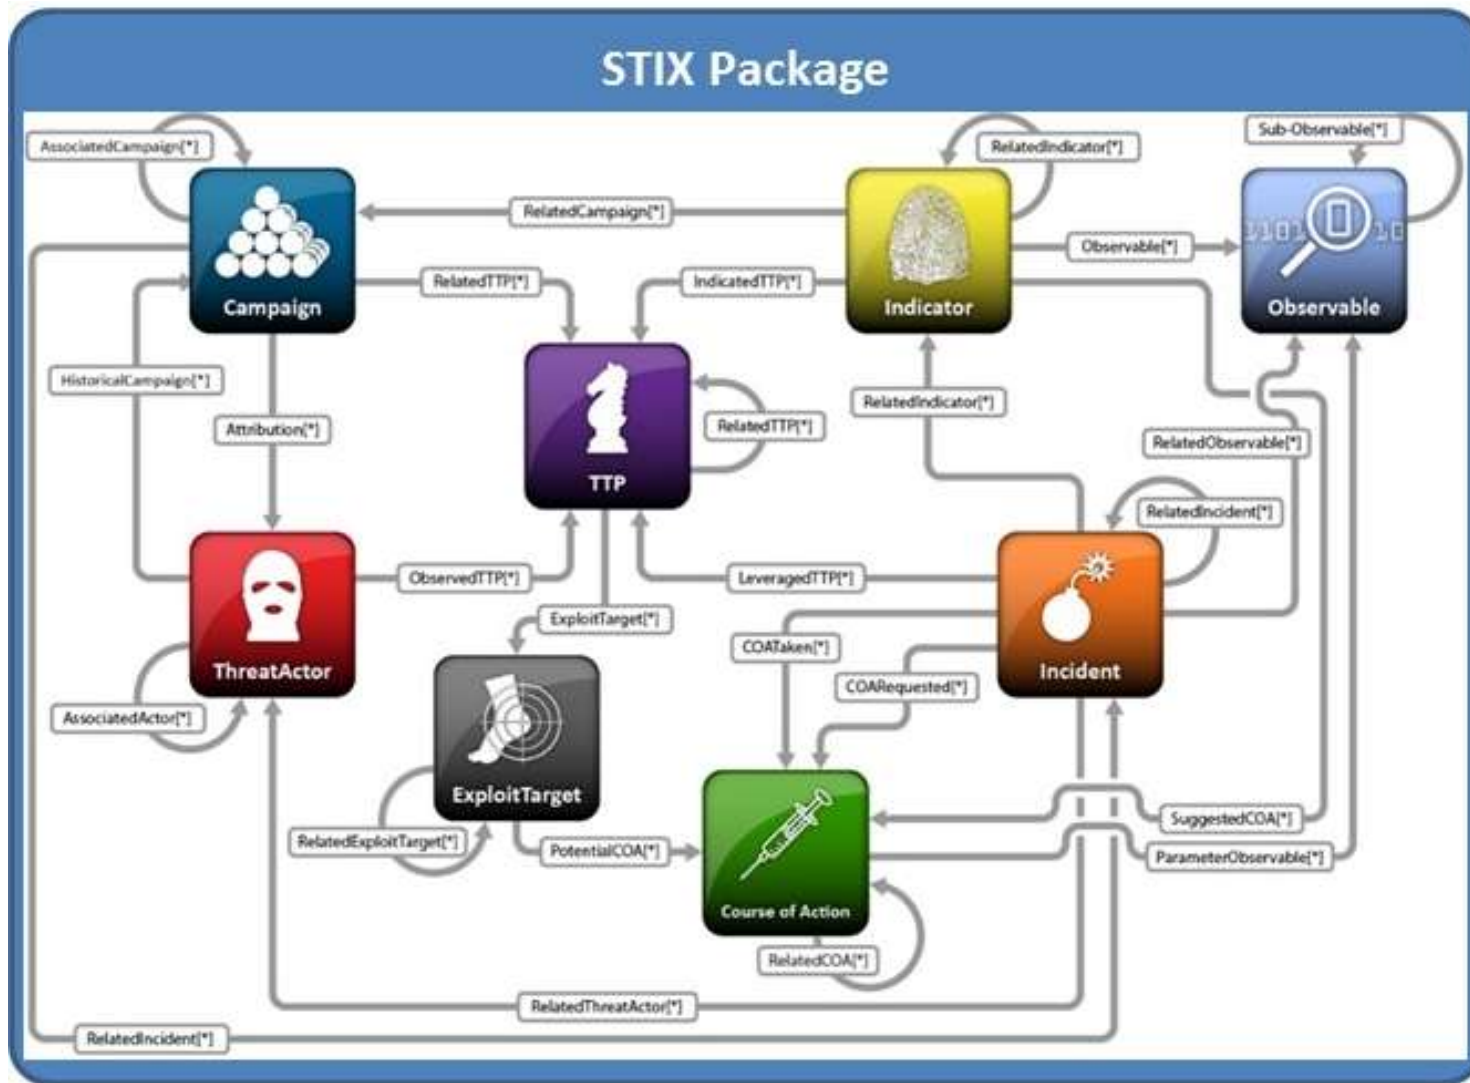 STIX Package
AssociatedCampaign[*]
RelatedIndicator[*]
Sub-Observable[*]
RelatedCampaign[*]
Observable[*]
RelatedTTP[*]
IndicatedTTP[*]
Campaign
Indicator
Observable
HistoricalCampaign[*]
RelatedIndicator[*]
Attribution[*]
RelatedTTP[*]
RelatedObservable[*]
TTP
RelatedIncident[*]
ObservedTTP[*]
LeveragedTTP[*]
ExploitTarget[*]
COATaken[*]
ThreatActor
Incident
COARequested[*]
AssociatedActor[*]
ExploitTarget
SuggestedCOA[*]
RelatedExploitTarget[*]
PotentialCOA[*]
ParameterObservable[*]
Course of Action
RelatedCOA[*]
RelatedThreatActor[*]
RelatedIncident[*]